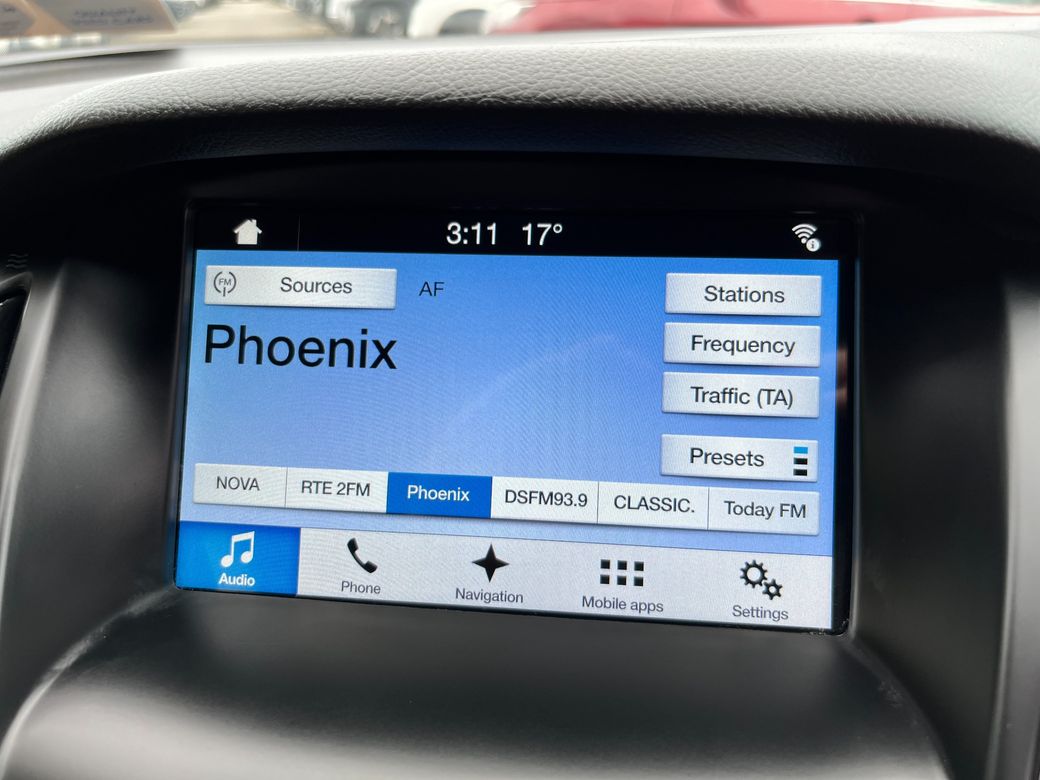 3:11 17°
FM Sources AF Stations
Phoenix
Frequency
Traffic (TA)
Presets
NOVA RTE 2FM Phoenix DSFM93.9 CLASSIC. Today FM
Audio Phone Navigation Mobile apps Settings